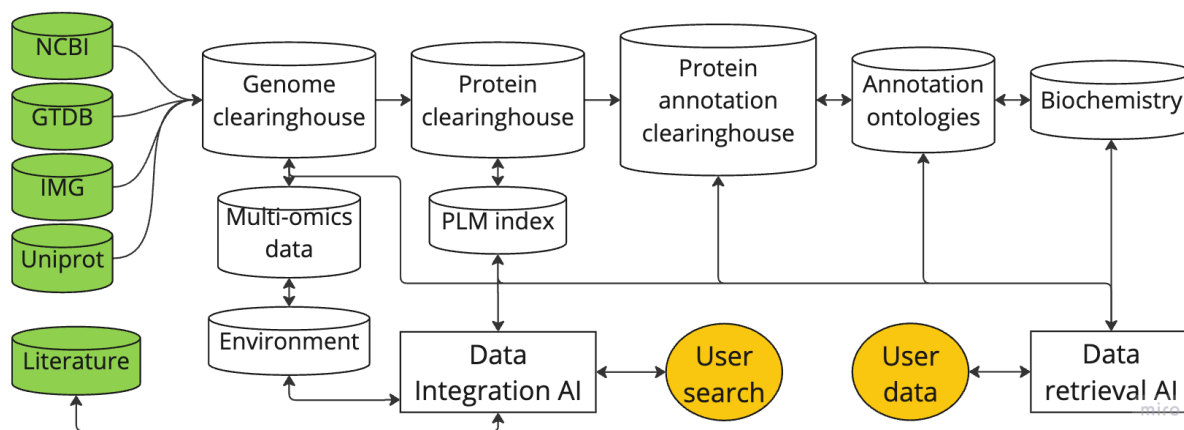 NCBI
GTDB
IMG
Uniprot
Literature
Genome
clearinghouse
Protein
clearinghouse
Protein
annotation
clearinghouse
Annotation
ontologies
Biochemistry
Multi-omics
data
PLM index
Environment
Data
Integration AI
User
search
User
data
Data
retrieval AI
miro